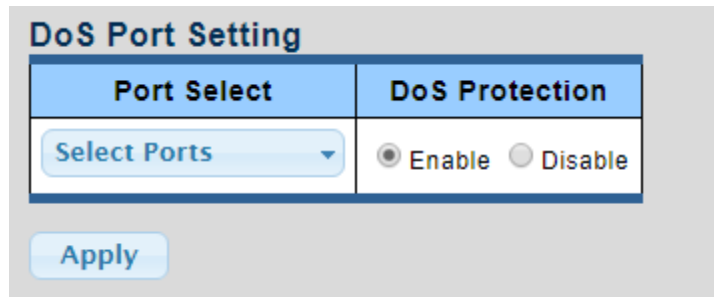 DoS Port Setting
Port Select DoS Protection
Select Ports Enable Disable
Apply